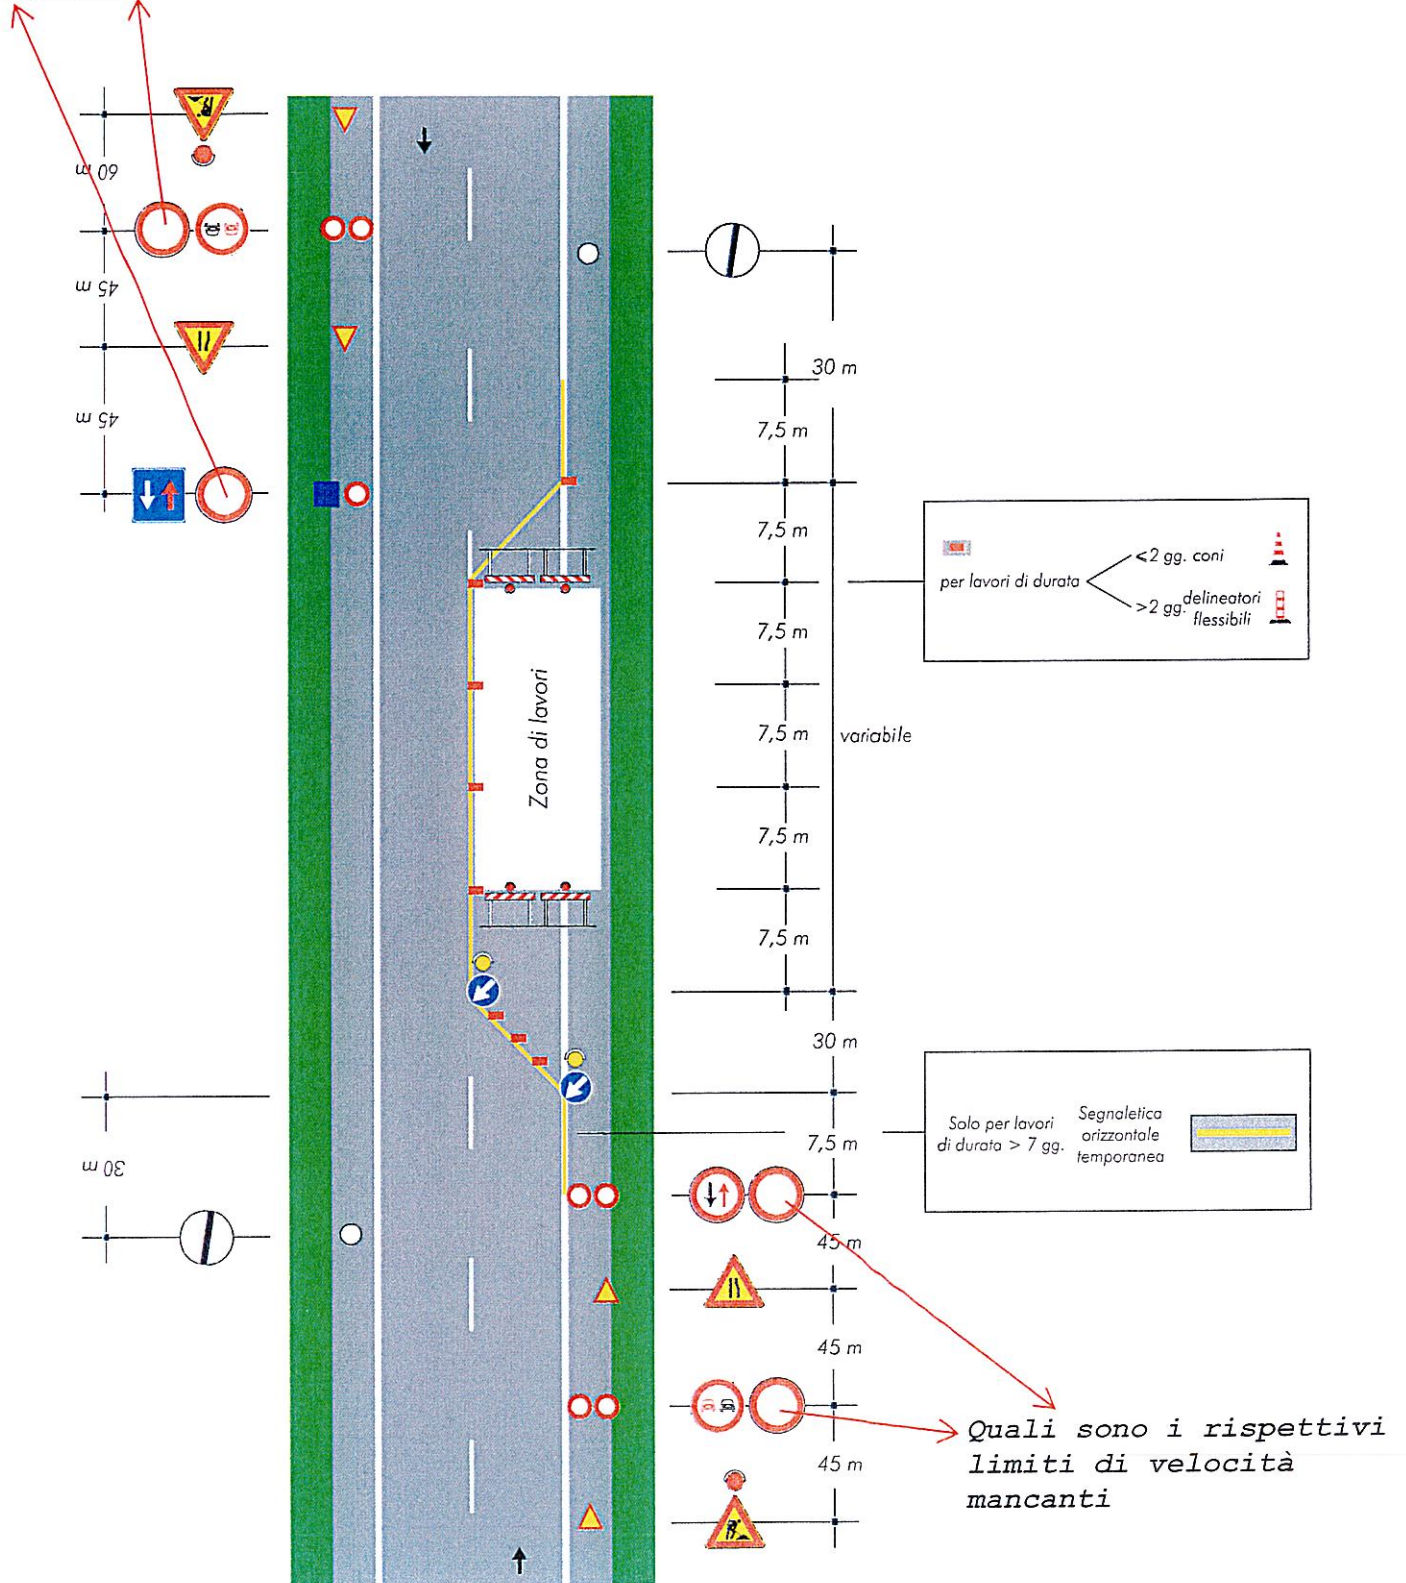 60 m
45 m
45 m
30 m
7,5 m
7,5 m
7,5 m
7,5 m
7,5 m
7,5 m
variabile
Zona di lavori
per lavori di durata
<2 gg. coni
>2 gg. delineatori
flessibili
30 m
7,5 m
Solo per lavori
di durata > 7 gg.
Segnaletica
orizzontale
temporanea
30 m
45 m
45 m
45 m
Quali sono i rispettivi
limiti di velocità
mancanti